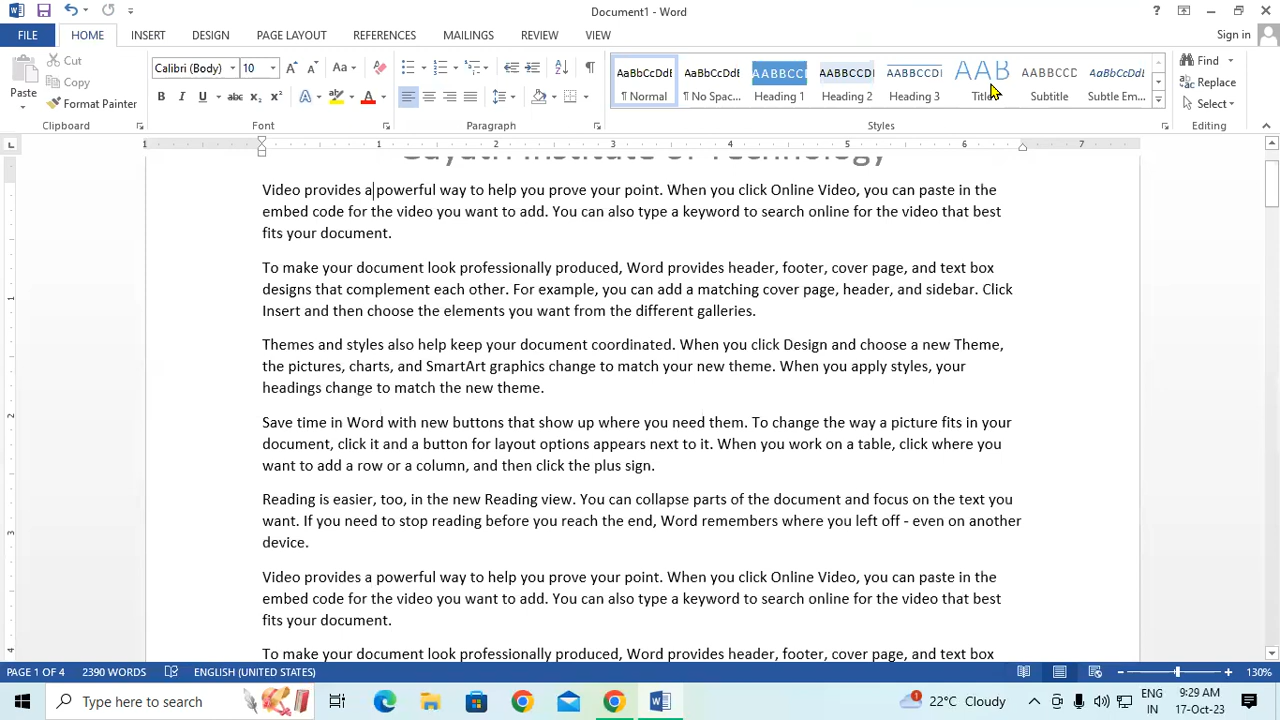 Document1 - Word
Sign in
FILE HOME INSERT DESIGN PAGE LAYOUT REFERENCES MAILINGS REVIEW VIEW
Paste
Cut
Copy
Format Painter
Calibri (Body) 10
AaBbCcDdE ¶ Normal
AaBbCcDdE ¶ No Spac...
AABBCC Heading 1
AABBCCD Heading 2
AABBCCD Heading 3
AAB Title
AABBCCD Subtitle
AaBbCcDdE Subtle Em...
Find
Replace
Select
Clipboard Font Paragraph Styles Editing
1 1 2 3 4 5 6 7
Gayatri Institute of Technology
Video provides a powerful way to help you prove your point. When you click Online Video, you can paste in the
embed code for the video you want to add. You can also type a keyword to search online for the video that best
fits your document.
To make your document look professionally produced, Word provides header, footer, cover page, and text box
designs that complement each other. For example, you can add a matching cover page, header, and sidebar. Click
Insert and then choose the elements you want from the different galleries.
Themes and styles also help keep your document coordinated. When you click Design and choose a new Theme,
the pictures, charts, and SmartArt graphics change to match your new theme. When you apply styles, your
headings change to match the new theme.
Save time in Word with new buttons that show up where you need them. To change the way a picture fits in your
document, click it and a button for layout options appears next to it. When you work on a table, click where you
want to add a row or a column, and then click the plus sign.
Reading is easier, too, in the new Reading view. You can collapse parts of the document and focus on the text you
want. If you need to stop reading before you reach the end, Word remembers where you left off - even on another
device.
Video provides a powerful way to help you prove your point. When you click Online Video, you can paste in the
embed code for the video you want to add. You can also type a keyword to search online for the video that best
fits your document.
To make your document look professionally produced, Word provides header, footer, cover page, and text box
PAGE 1 OF 4 2390 WORDS ENGLISH (UNITED STATES) 130%
Type here to search
22°C Cloudy
ENG
IN
9:29 AM
17-Oct-23